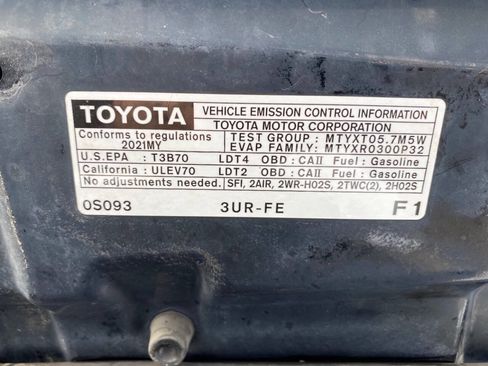 TOYOTA VEHICLE EMISSION CONTROL INFORMATION
TOYOTA MOTOR CORPORATION
Conforms to regulations TEST GROUP : MTYXT05.7M5W
2021MY EVAP FAMILY: MTYXR0300P32
U.S.EPA : T3B70 LDT4 OBD : CAII Fuel : Gasoline
California : ULEV70 LDT2 OBD : CAII Fuel : Gasoline
No adjustments needed. SFI, 2AIR, 2WR-HO2S, 2TWC(2), 2HO2S
0S093 3UR-FE F1